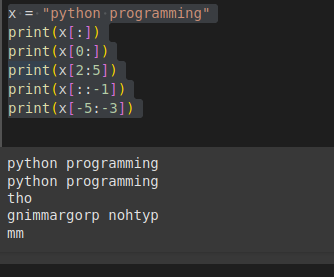 x = "python programming"
print(x[:])
print(x[0:])
print(x[2:5])
print(x[::-1])
print(x[-5:-3])
python programming
python programming
tho
gnimmargorp nohtyp
mm